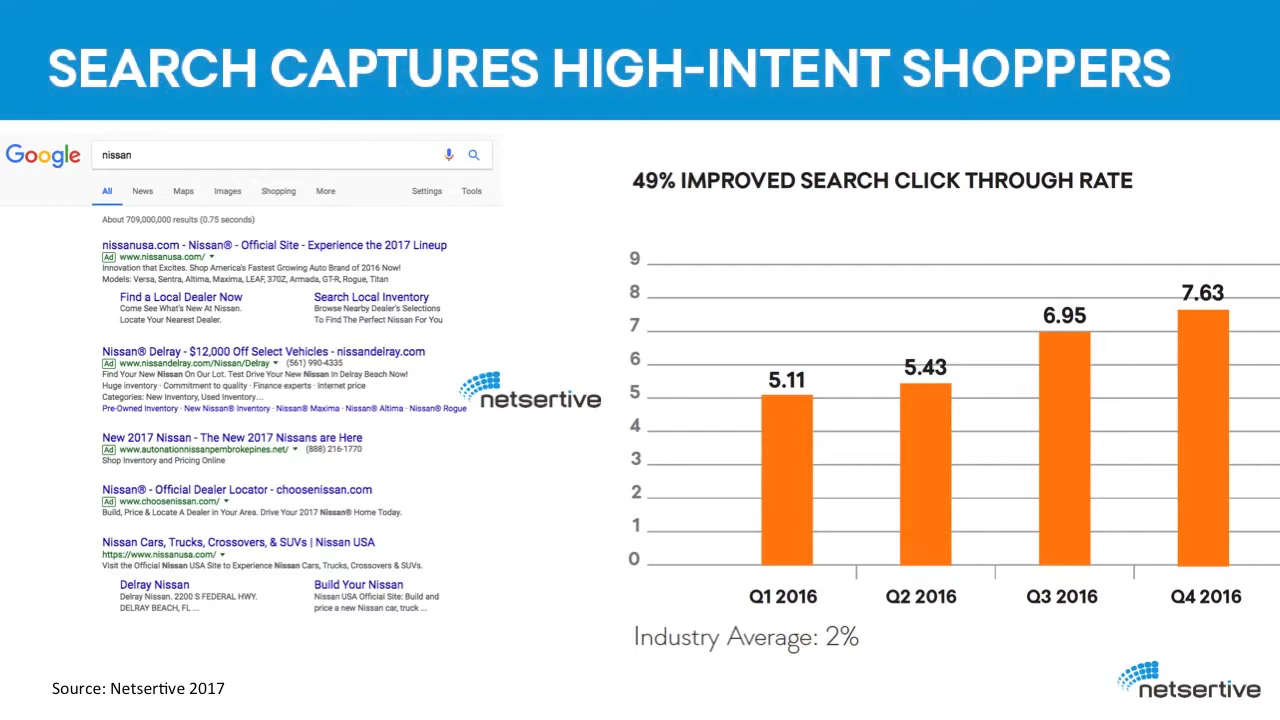 SEARCH CAPTURES HIGH-INTENT SHOPPERS
Google
nissan
All News Maps Images Shopping More Settings Tools
About 709,000,000 results (0.75 seconds)
nissanusa.com - Nissan® - Official Site - Experience the 2017 Lineup
Ad www.nissanusa.com/
Innovation that Excites. Shop America's Fastest Growing Auto Brand of 2016 Now!
Models: Versa, Sentra, Altima, Maxima, LEAF, 370Z, Armada, GT-R, Rogue, Titan
Find a Local Dealer Now
Come See What's New At Nissan.
Locate Your Nearest Dealer.
Search Local Inventory
Browse Nearby Dealer's Selections
To Find The Perfect Nissan For You
Nissan® Delray - $12,000 Off Select Vehicles - nissandelray.com
Ad www.nissandelray.com/Nissan/Delray (561) 990-4335
Find Your New Nissan On Our Lot. Test Drive Your New Nissan In Delray Beach Now!
Huge inventory · Commitment to quality · Finance experts · Internet price
Categories: New Inventory, Used Inventory...
Pre-Owned Inventory · New Nissan® Inventory · Nissan® Maxima · Nissan® Altima · Nissan® Rogue
New 2017 Nissan - The New 2017 Nissans are Here
Ad www.autonationnissanpembrokepines.net/ (888) 216-1770
Shop Inventory and Pricing Online
Nissan® - Official Dealer Locator - choosenissan.com
Ad www.choosenissan.com/
Build, Price & Locate A Dealer in Your Area. Drive Your 2017 Nissan® Home Today.
Nissan Cars, Trucks, Crossovers, & SUVs | Nissan USA
https://www.nissanusa.com/
Visit the Official Nissan USA Site to Experience Nissan Cars, Trucks, Crossovers & SUVs.
Delray Nissan
Delray Nissan. 2200 S FEDERAL HWY.
DELRAY BEACH, FL ...
Build Your Nissan
Nissan USA Official Site: Build and
price a new Nissan car, truck ...
netsertive
49% IMPROVED SEARCH CLICK THROUGH RATE
9
8
7
6
5
4
3
2
1
0
5.11
5.43
6.95
7.63
Q1 2016 Q2 2016 Q3 2016 Q4 2016
Industry Average: 2%
Source: Netsertive 2017
netsertive